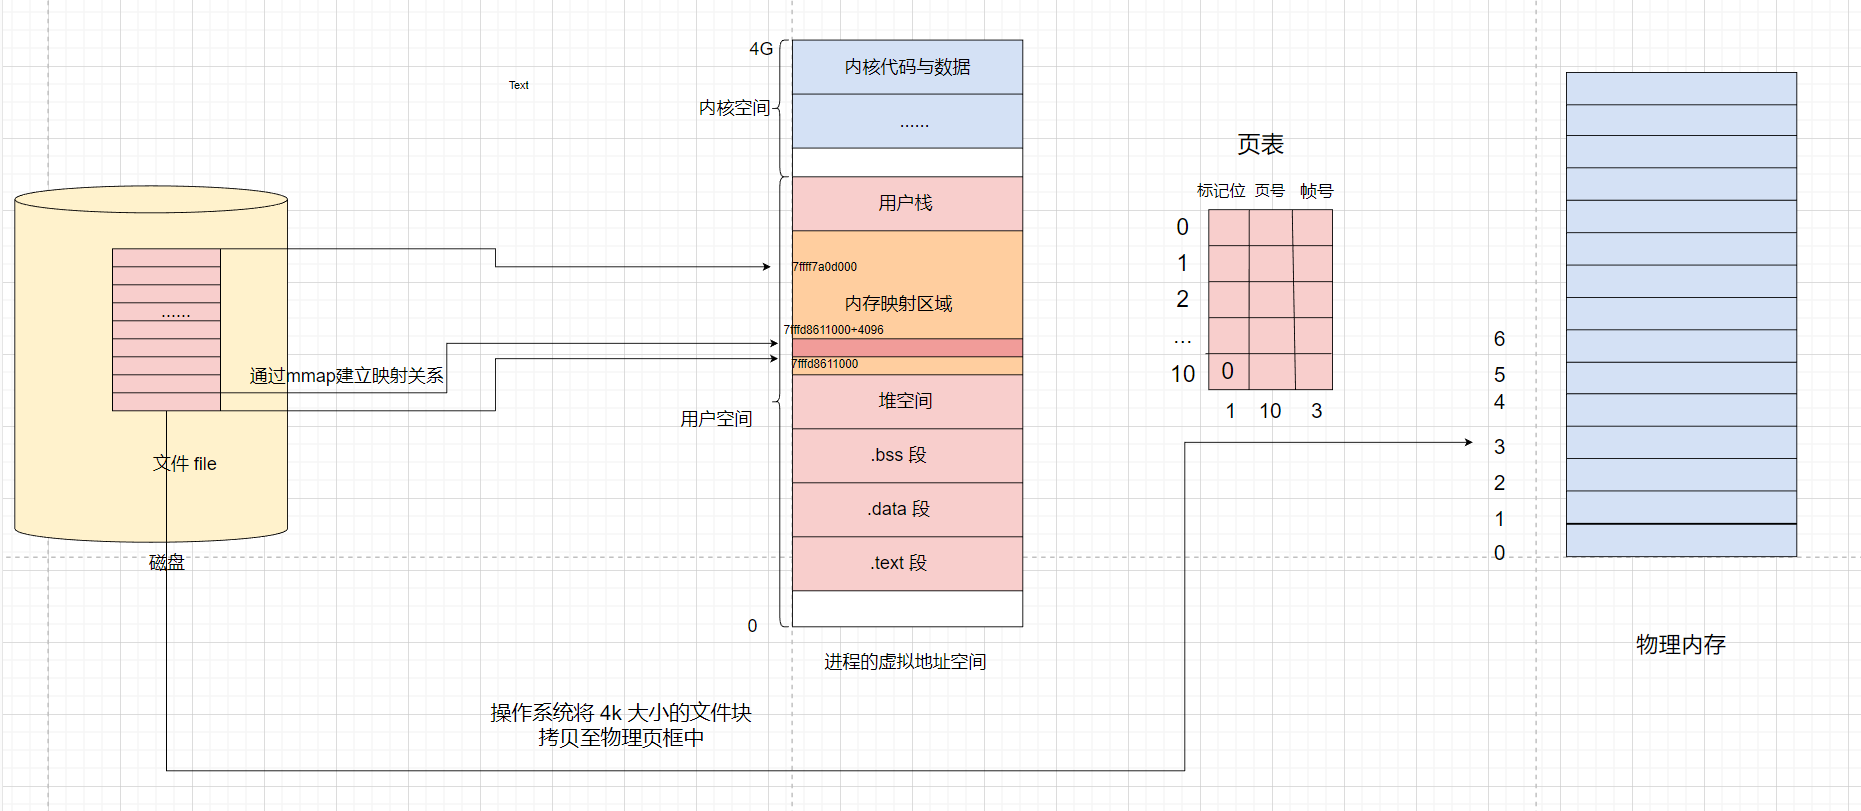 4G
内核代码与数据
Text
内核空间
......
页表
标记位
页号
帧号
用户栈
0
1
2
...
10
0
1
10
3
7ffff7a0d000
内存映射区域
7fffd8611000+4096
7fffd8611000
......
通过mmap建立映射关系
堆空间
用户空间
.bss 段
文件 file
.data 段
磁盘
.text 段
0
进程的虚拟地址空间
6
5
4
3
2
1
0
物理内存
操作系统将 4k 大小的文件块
拷贝至物理页框中